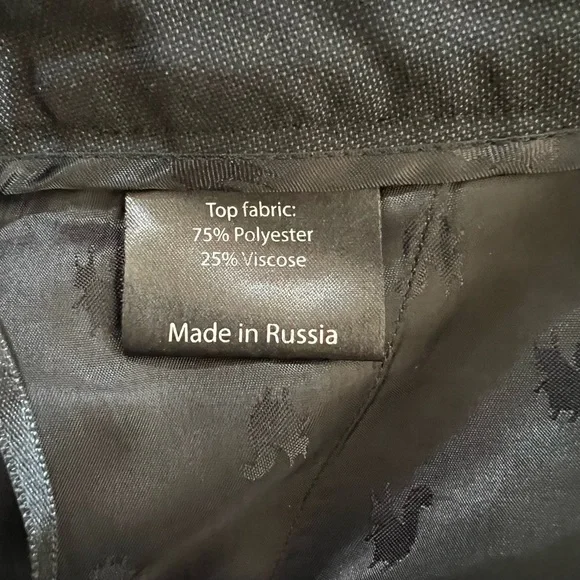 Top fabric:
75% Polyester
25% Viscose
Made in Russia